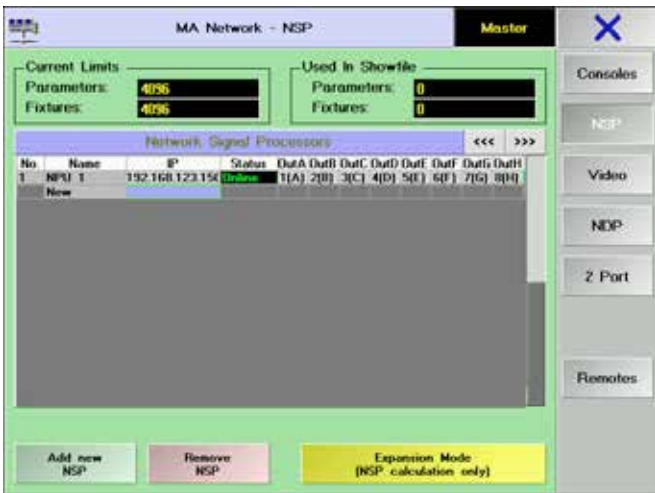 MA Network - NSP
Master
Current Limits
Parameters: 4096
Fixtures: 4096
Used In Showfile
Parameters: 0
Fixtures: 0
Network Signal Processors
<<< >>>
No. Name IP Status OutA OutB OutC OutD OutE OutF OutG OutH
1 NPU 1 192.168.123.150 Online 1(A) 2(B) 3(C) 4(D) 5(E) 6(F) 7(G) 8(H)
New
Add new
NSP
Remove
NSP
Expansion Mode
(NSP calculation only)
Consoles
NSP
Video
NDP
2 Port
Remotes